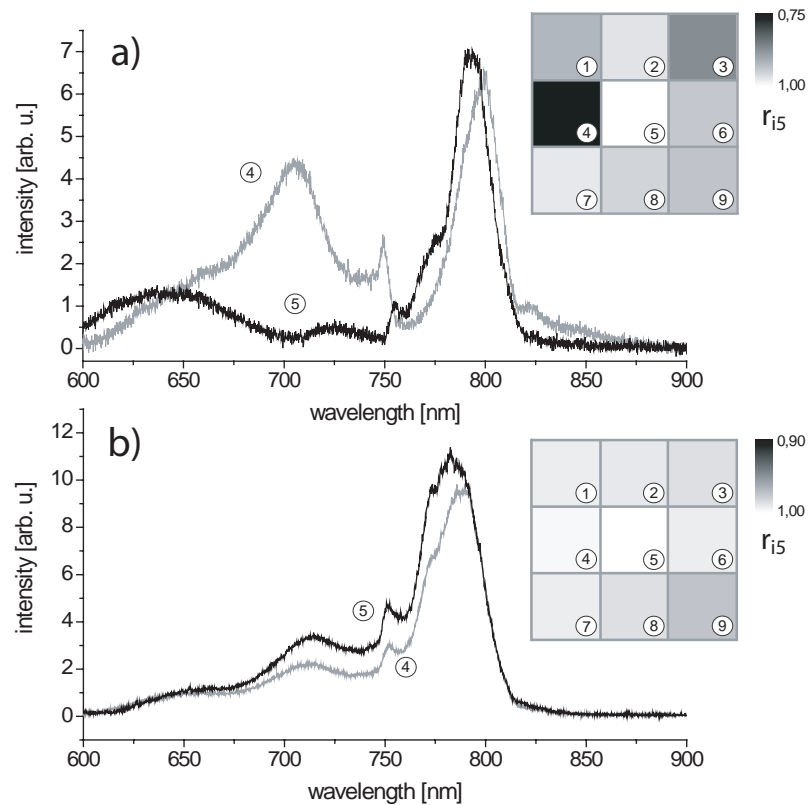 a)
intensity [arb. u.]
7
6
5
4
3
2
1
0
④
⑤
600 650 700 750 800 850 900
wavelength [nm]
① ② ③
④ ⑤ ⑥
⑦ ⑧ ⑨
0,75
1,00
ri5
b)
intensity [arb. u.]
12
10
8
6
4
2
0
⑤
④
600 650 700 750 800 850 900
wavelength [nm]
① ② ③
④ ⑤ ⑥
⑦ ⑧ ⑨
0,90
1,00
ri5